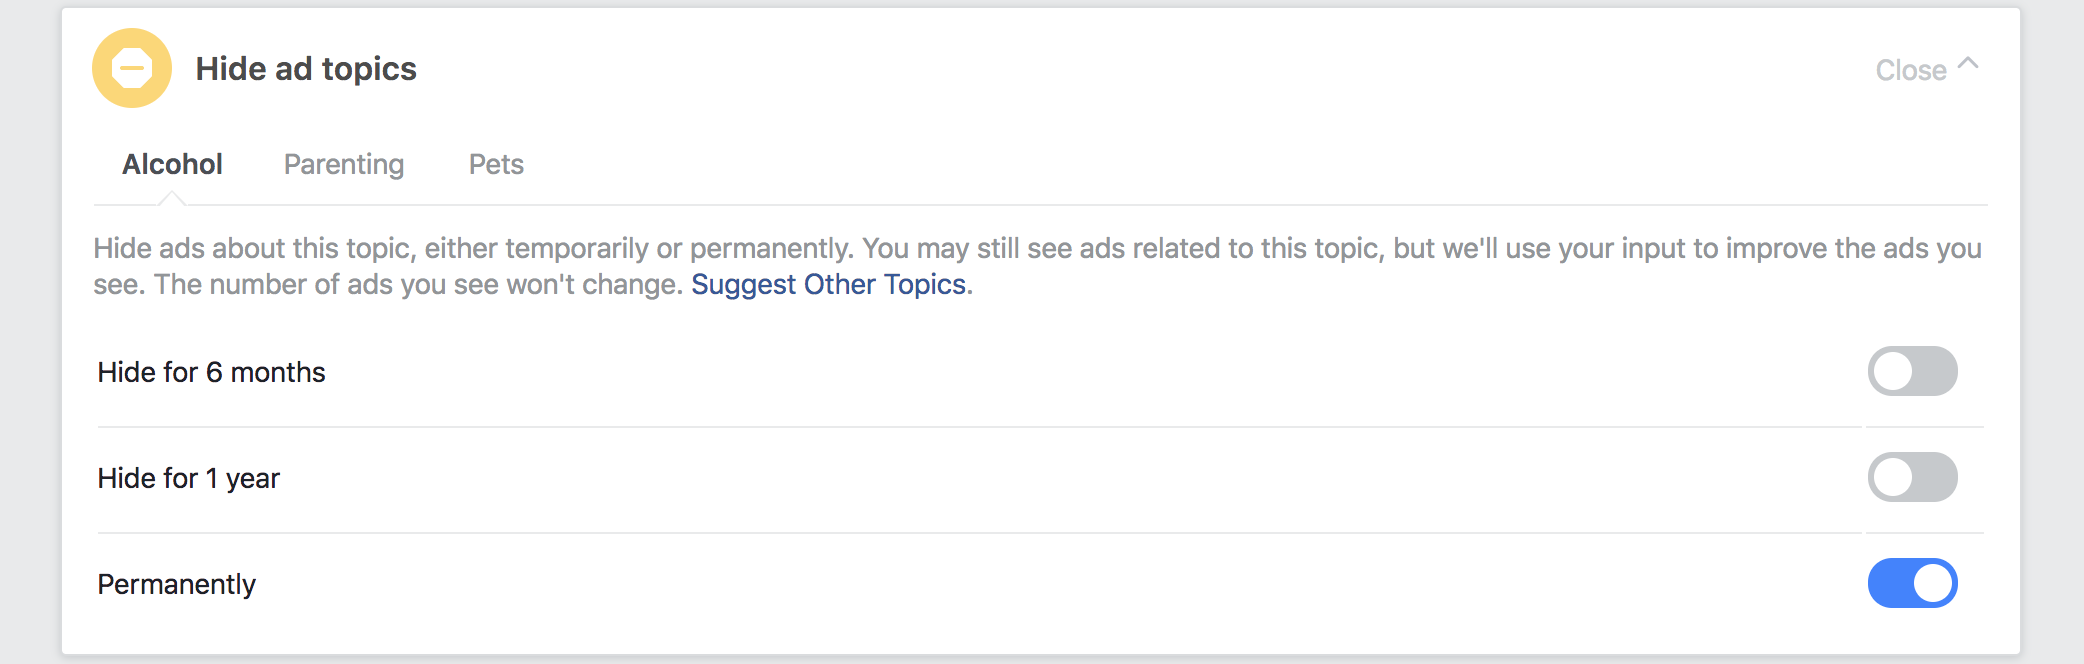 Hide ad topics
Close
Alcohol Parenting Pets
Hide ads about this topic, either temporarily or permanently. You may still see ads related to this topic, but we'll use your input to improve the ads you
see. The number of ads you see won't change. Suggest Other Topics.
Hide for 6 months
Hide for 1 year
Permanently